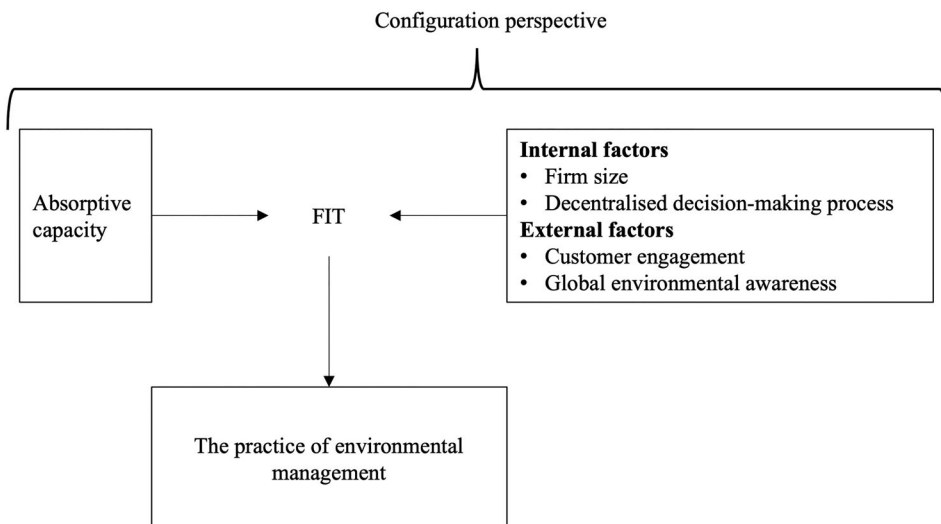 Configuration perspective
Absorptive
capacity
FIT
Internal factors
• Firm size
• Decentralised decision-making process
External factors
• Customer engagement
• Global environmental awareness
The practice of environmental
management